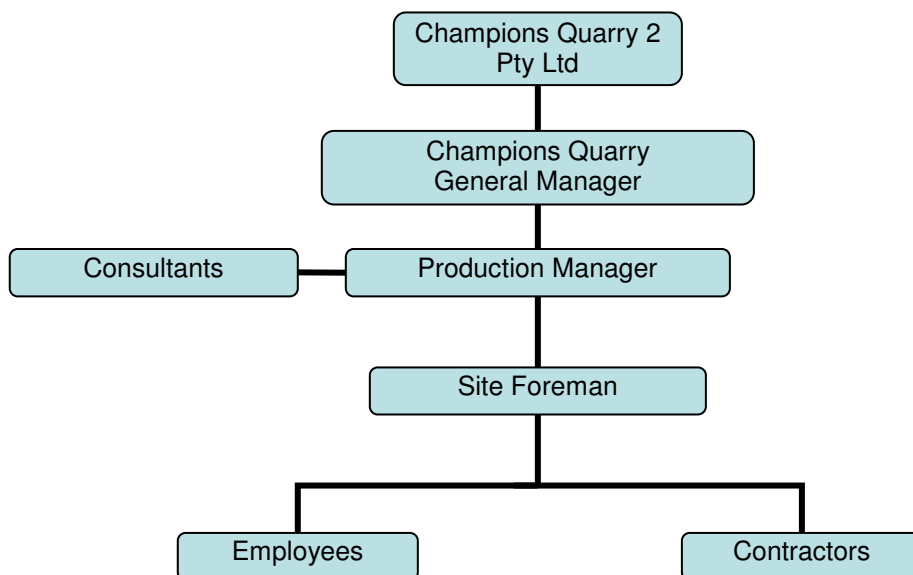 Champions Quarry 2
Pty Ltd
Champions Quarry
General Manager
Consultants
Production Manager
Site Foreman
Employees
Contractors